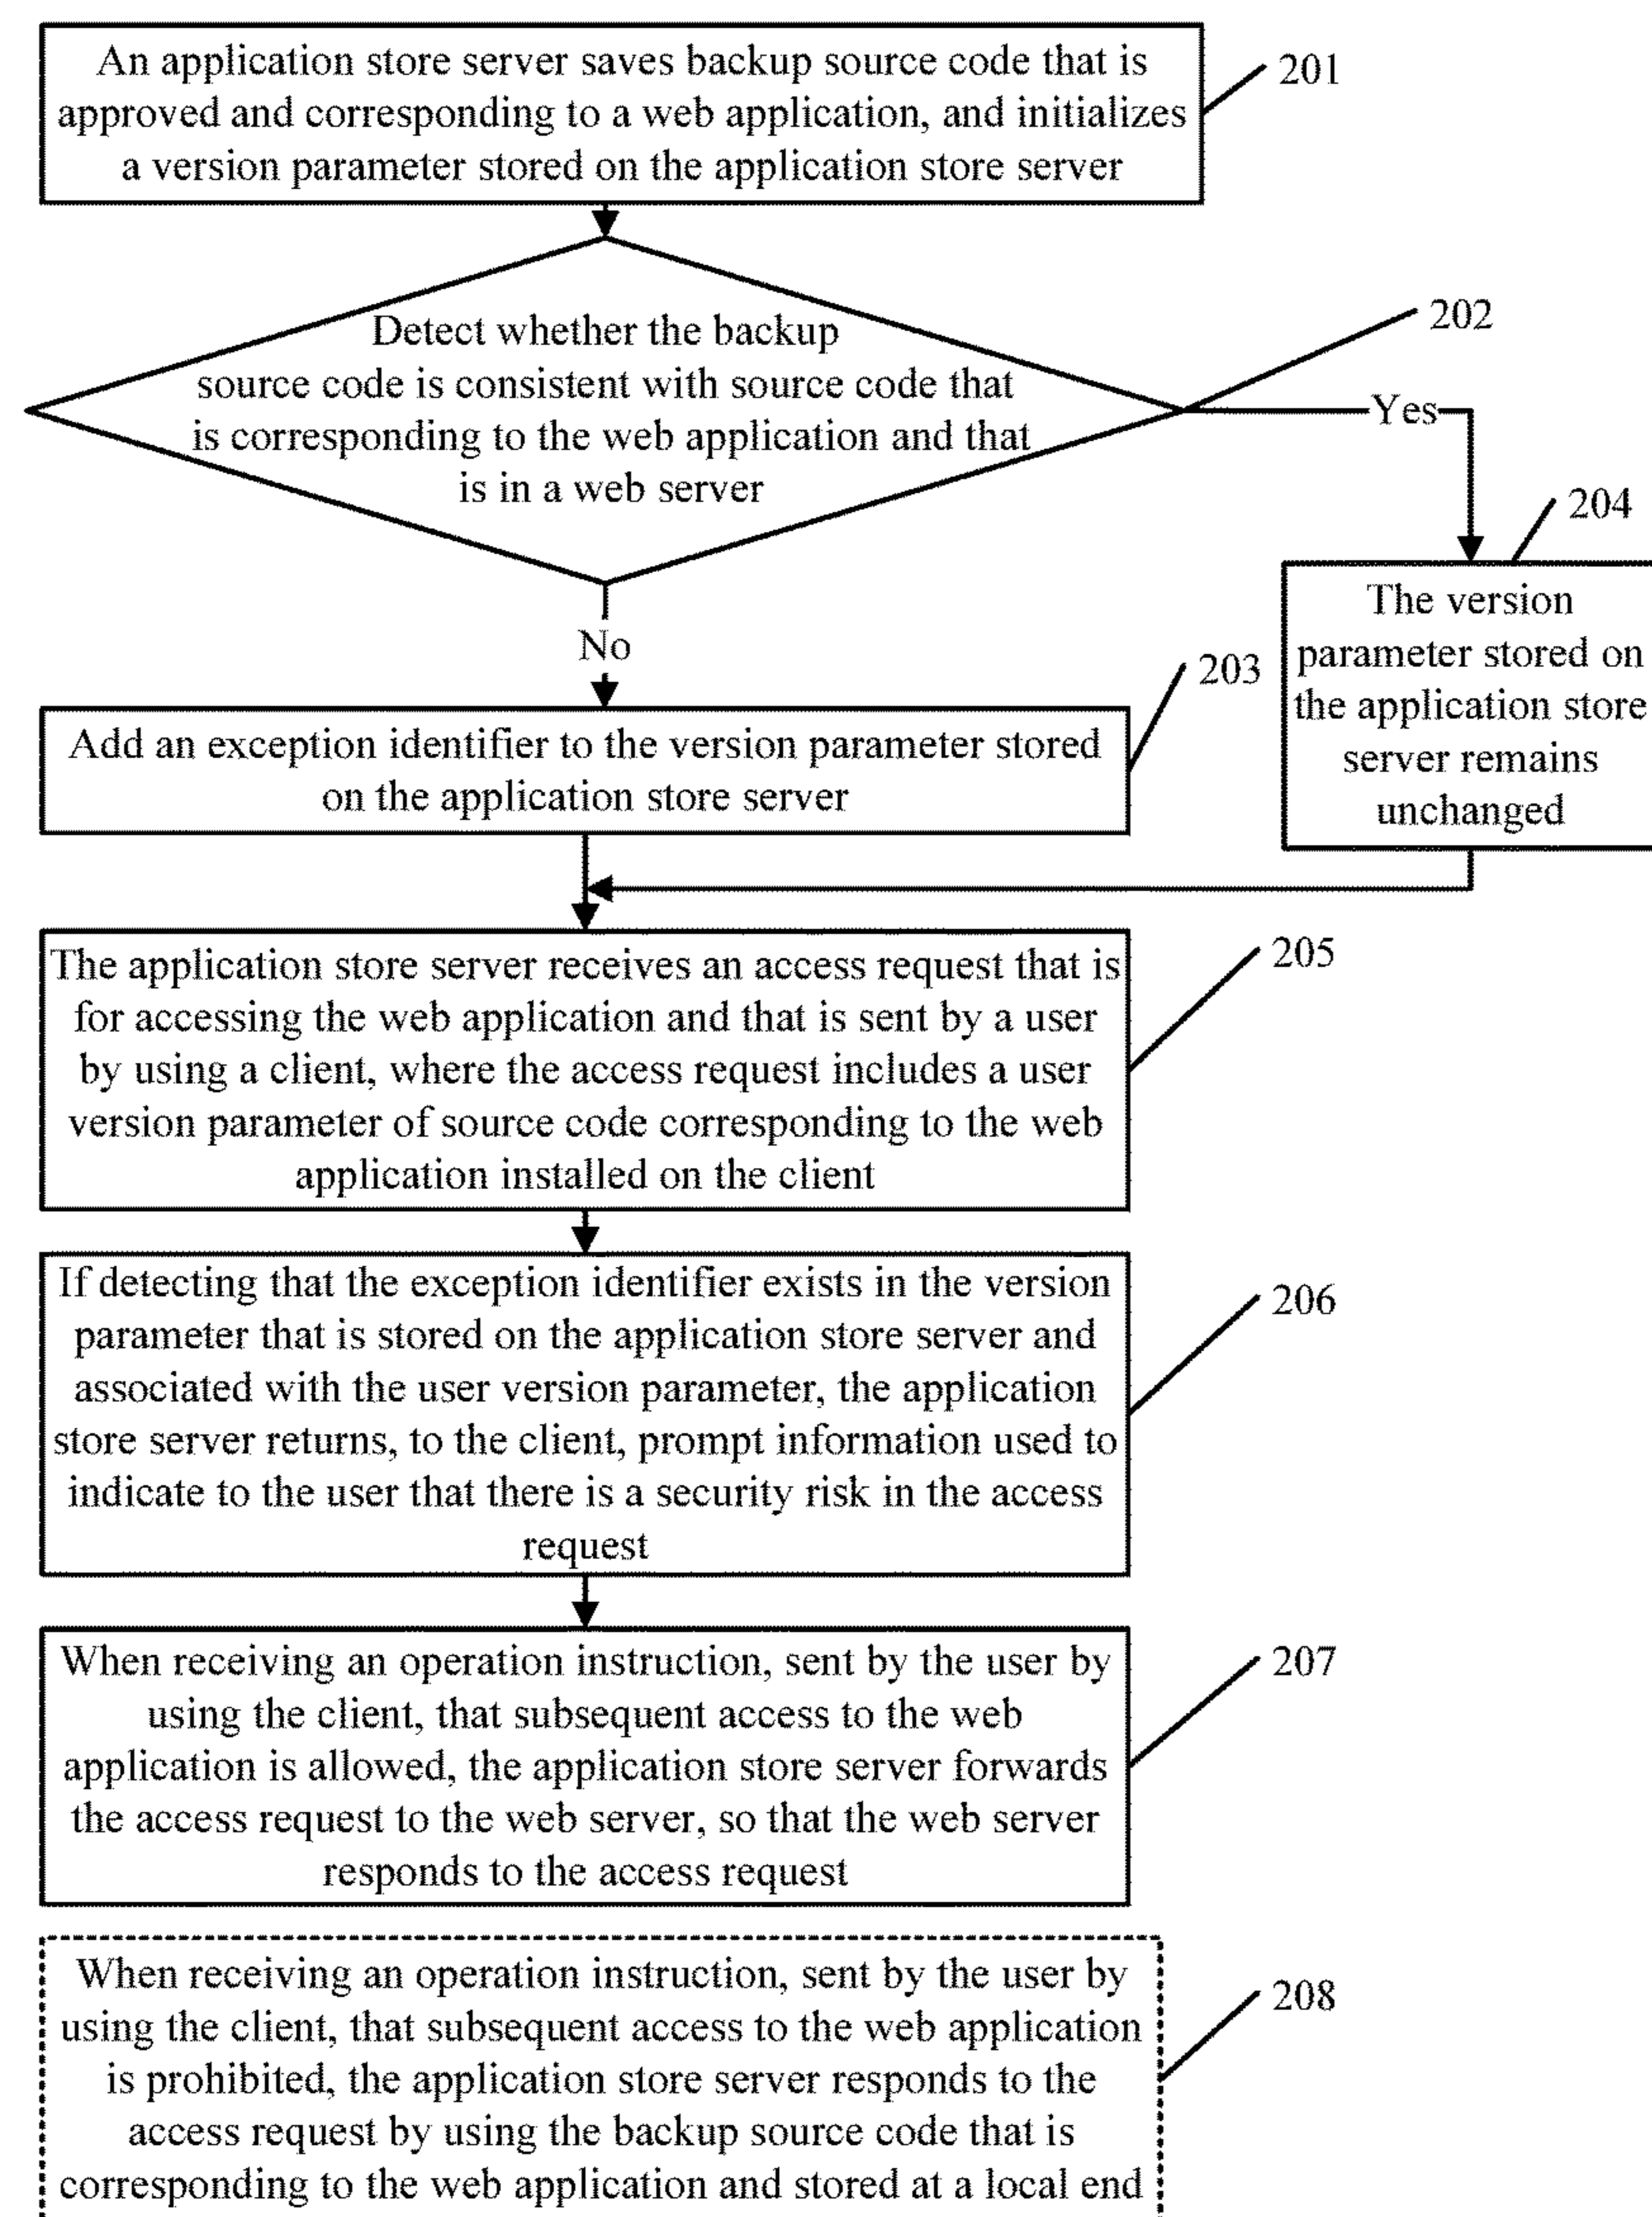 An application store server saves backup source code that is
approved and corresponding to a web application, and initializes
a version parameter stored on the application store server
201
Detect whether the backup
source code is consistent with source code that
is corresponding to the web application and that
is in a web server
202
Yes
No
204
The version
parameter stored on
the application store
server remains
unchanged
203
Add an exception identifier to the version parameter stored
on the application store server
The application store server receives an access request that is
for accessing the web application and that is sent by a user
by using a client, where the access request includes a user
version parameter of source code corresponding to the web
application installed on the client
205
If detecting that the exception identifier exists in the version
parameter that is stored on the application store server and
associated with the user version parameter, the application
store server returns, to the client, prompt information used to
indicate to the user that there is a security risk in the access
request
206
When receiving an operation instruction, sent by the user by
using the client, that subsequent access to the web
application is allowed, the application store server forwards
the access request to the web server, so that the web server
responds to the access request
207
When receiving an operation instruction, sent by the user by
using the client, that subsequent access to the web application
is prohibited, the application store server responds to the
access request by using the backup source code that is
corresponding to the web application and stored at a local end
208